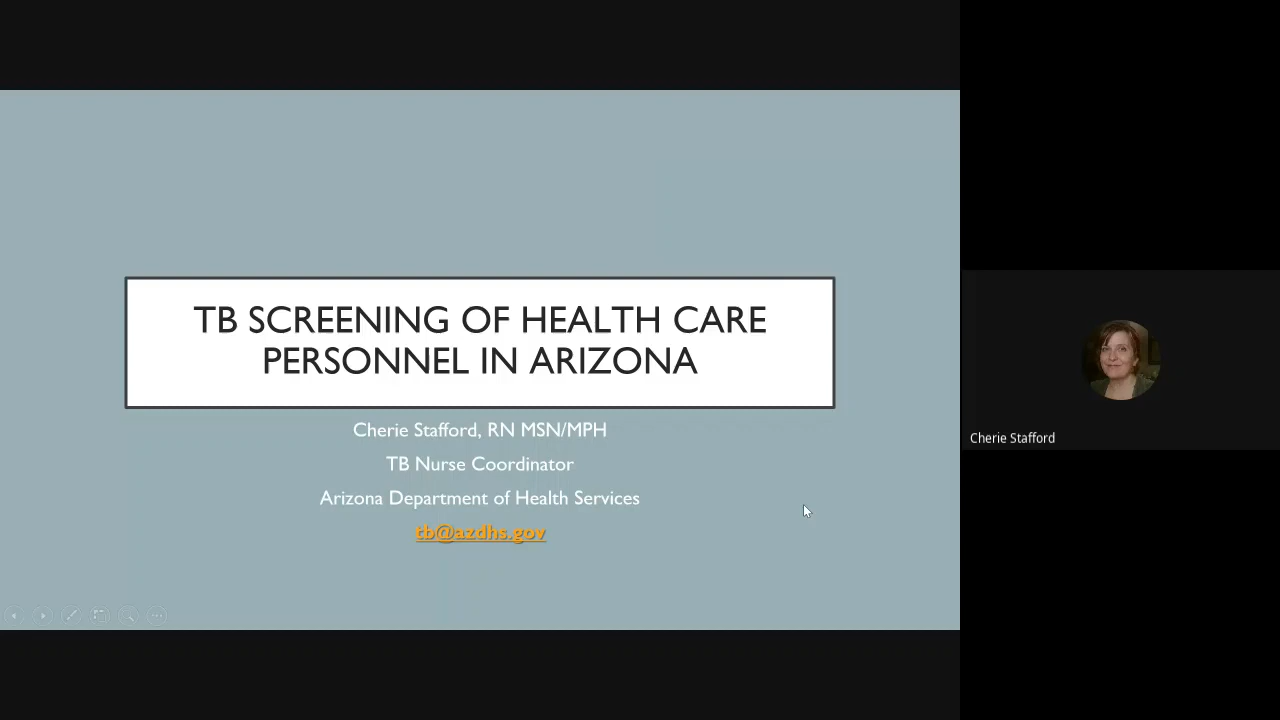 TB SCREENING OF HEALTH CARE
PERSONNEL IN ARIZONA
Cherie Stafford, RN MSN/MPH
TB Nurse Coordinator
Arizona Department of Health Services
tb@azdhs.gov
Cherie Stafford